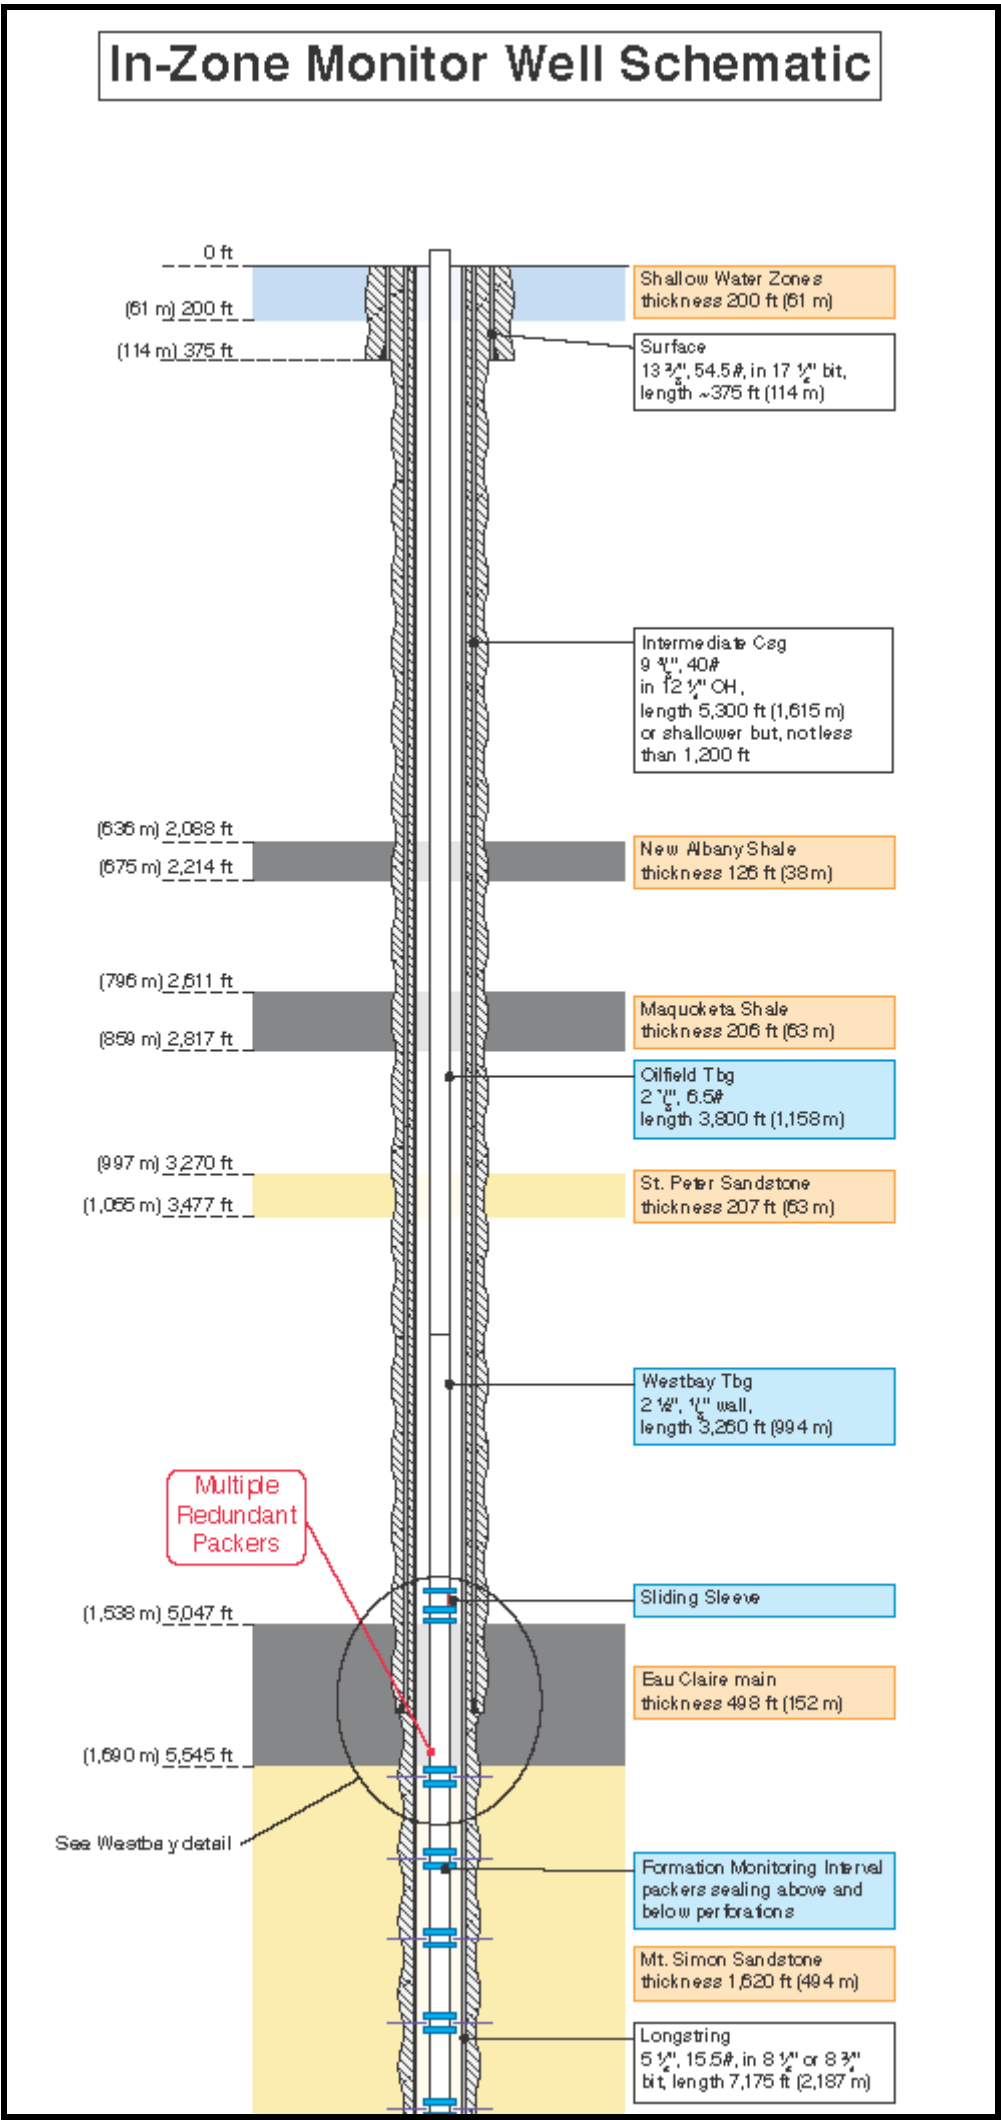 In-Zone Monitor Well Schematic
0 ft
Shallow Water Zones
thickness 200 ft (61 m)
(61 m) 200 ft
(114 m) 375 ft
Surface
13 3/8", 54.5#, in 17 1/2" bit,
length ~375 ft (114 m)
Intermediate Csg
9 5/8", 40#
in 12 1/4" OH,
length 5,300 ft (1,615 m)
or shallower but, not less
than 1,200 ft
(636 m) 2,088 ft
(675 m) 2,214 ft
New Albany Shale
thickness 126 ft (38 m)
(796 m) 2,611 ft
(859 m) 2,817 ft
Maquoketa Shale
thickness 206 ft (63 m)
Oilfield Tbg
2 7/8", 6.5#
length 3,800 ft (1,158 m)
(997 m) 3,270 ft
(1,055 m) 3,477 ft
St. Peter Sandstone
thickness 207 ft (63 m)
Westbay Tbg
wall,
length 3,260 ft (994 m)
Multiple
Redundant
Packers
Sliding Sleeve
(1,538 m) 5,047 ft
Eau Claire main
thickness 498 ft (152 m)
(1,690 m) 5,545 ft
See Westbay detail
Formation Monitoring Interval
packers sealing above and
below perforations
Mt. Simon Sandstone
thickness 1,620 ft (494 m)
Longstring
5 1/2", 15.5#, in 8 1/2" or 8 3/4"
bit, length 7,175 ft (2,187 m)